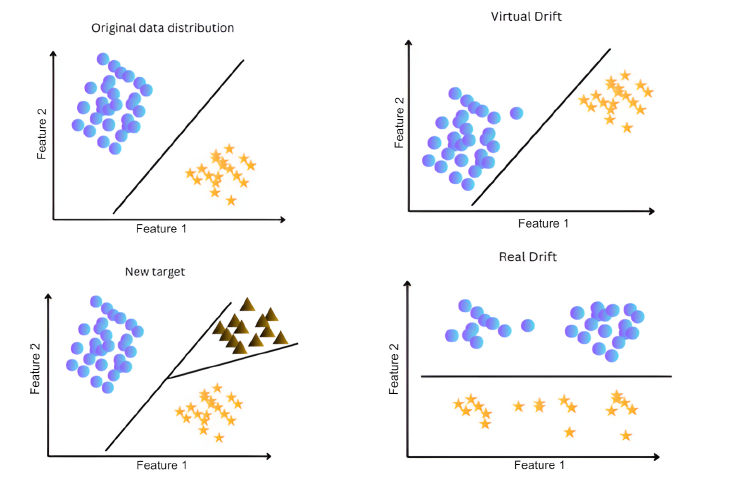 Original data distribution
Feature 2
Feature 1
Virtual Drift
Feature 2
Feature 1
New target
Feature 2
Feature 1
Real Drift
Feature 2
Feature 1